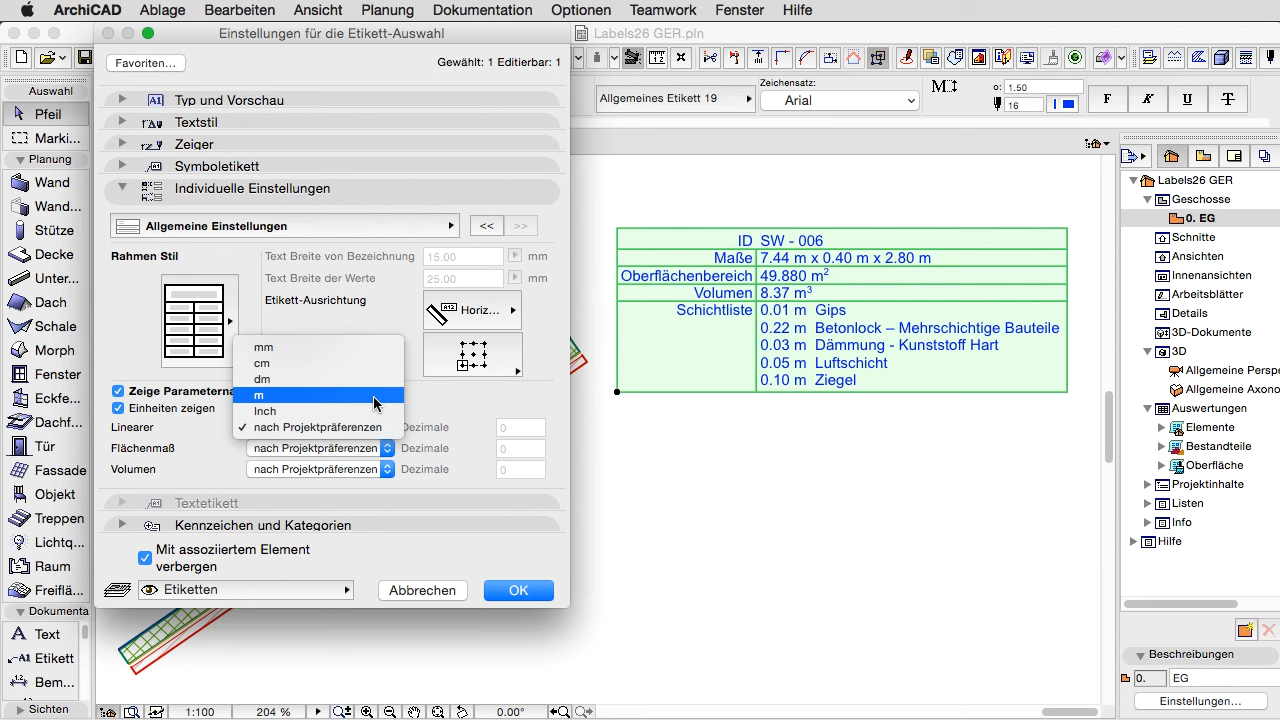 ArchiCAD Ablage Bearbeiten Ansicht Planung Dokumentation Optionen Teamwork Fenster Hilfe
Einstellungen für die Etikett-Auswahl
Labels26 GER.pln
Favoriten...
Gewählt: 1 Editierbar: 1
Auswahl
Pfeil
Marki...
Planung
Wand
Wand...
Stütze
Decke
Unter...
Dach
Schale
Morph
Fenster
Eckfe...
Dachf...
Tür
Fassade
Objekt
Treppen
Lichtq...
Raum
Freiflä...
Dokumenta
Text
Etikett
Bem...
Sichten
Typ und Vorschau
Textstil
Zeiger
Symboletikett
Individuelle Einstellungen
Allgemeine Einstellungen
<< >>
Rahmen Stil
Text Breite von Bezeichnung 15.00 mm
Text Breite der Werte 25.00 mm
Etikett-Ausrichtung
Horiz...
mm
cm
dm
m
Inch
nach Projektpräferenzen
Zeige Parameterna
Einheiten zeigen
Linearer Dezimale 0
Flächenmaß nach Projektpräferenzen Dezimale 0
Volumen nach Projektpräferenzen Dezimale 0
Textetikett
Kennzeichen und Kategorien
Mit assoziiertem Element
verbergen
Etiketten
Abbrechen OK
Allgemeines Etikett 19
Zeichensatz:
Arial
M
1.50
16
F K U T
ID SW - 006
Maße 7.44 m x 0.40 m x 2.80 m
Oberflächenbereich 49.880 m²
Volumen 8.37 m³
Schichtliste 0.01 m Gips
0.22 m Betonlock – Mehrschichtige Bauteile
0.03 m Dämmung - Kunststoff Hart
0.05 m Luftschicht
0.10 m Ziegel
Labels26 GER
Geschosse
0. EG
Schnitte
Ansichten
Innenansichten
Arbeitsblätter
Details
3D-Dokumente
3D
Allgemeine Perspe
Allgemeine Axono
Auswertungen
Elemente
Bestandteile
Oberfläche
Projektinhalte
Listen
Info
Hilfe
Beschreibungen
0. EG
Einstellungen...
1:100 204 % 0.00°